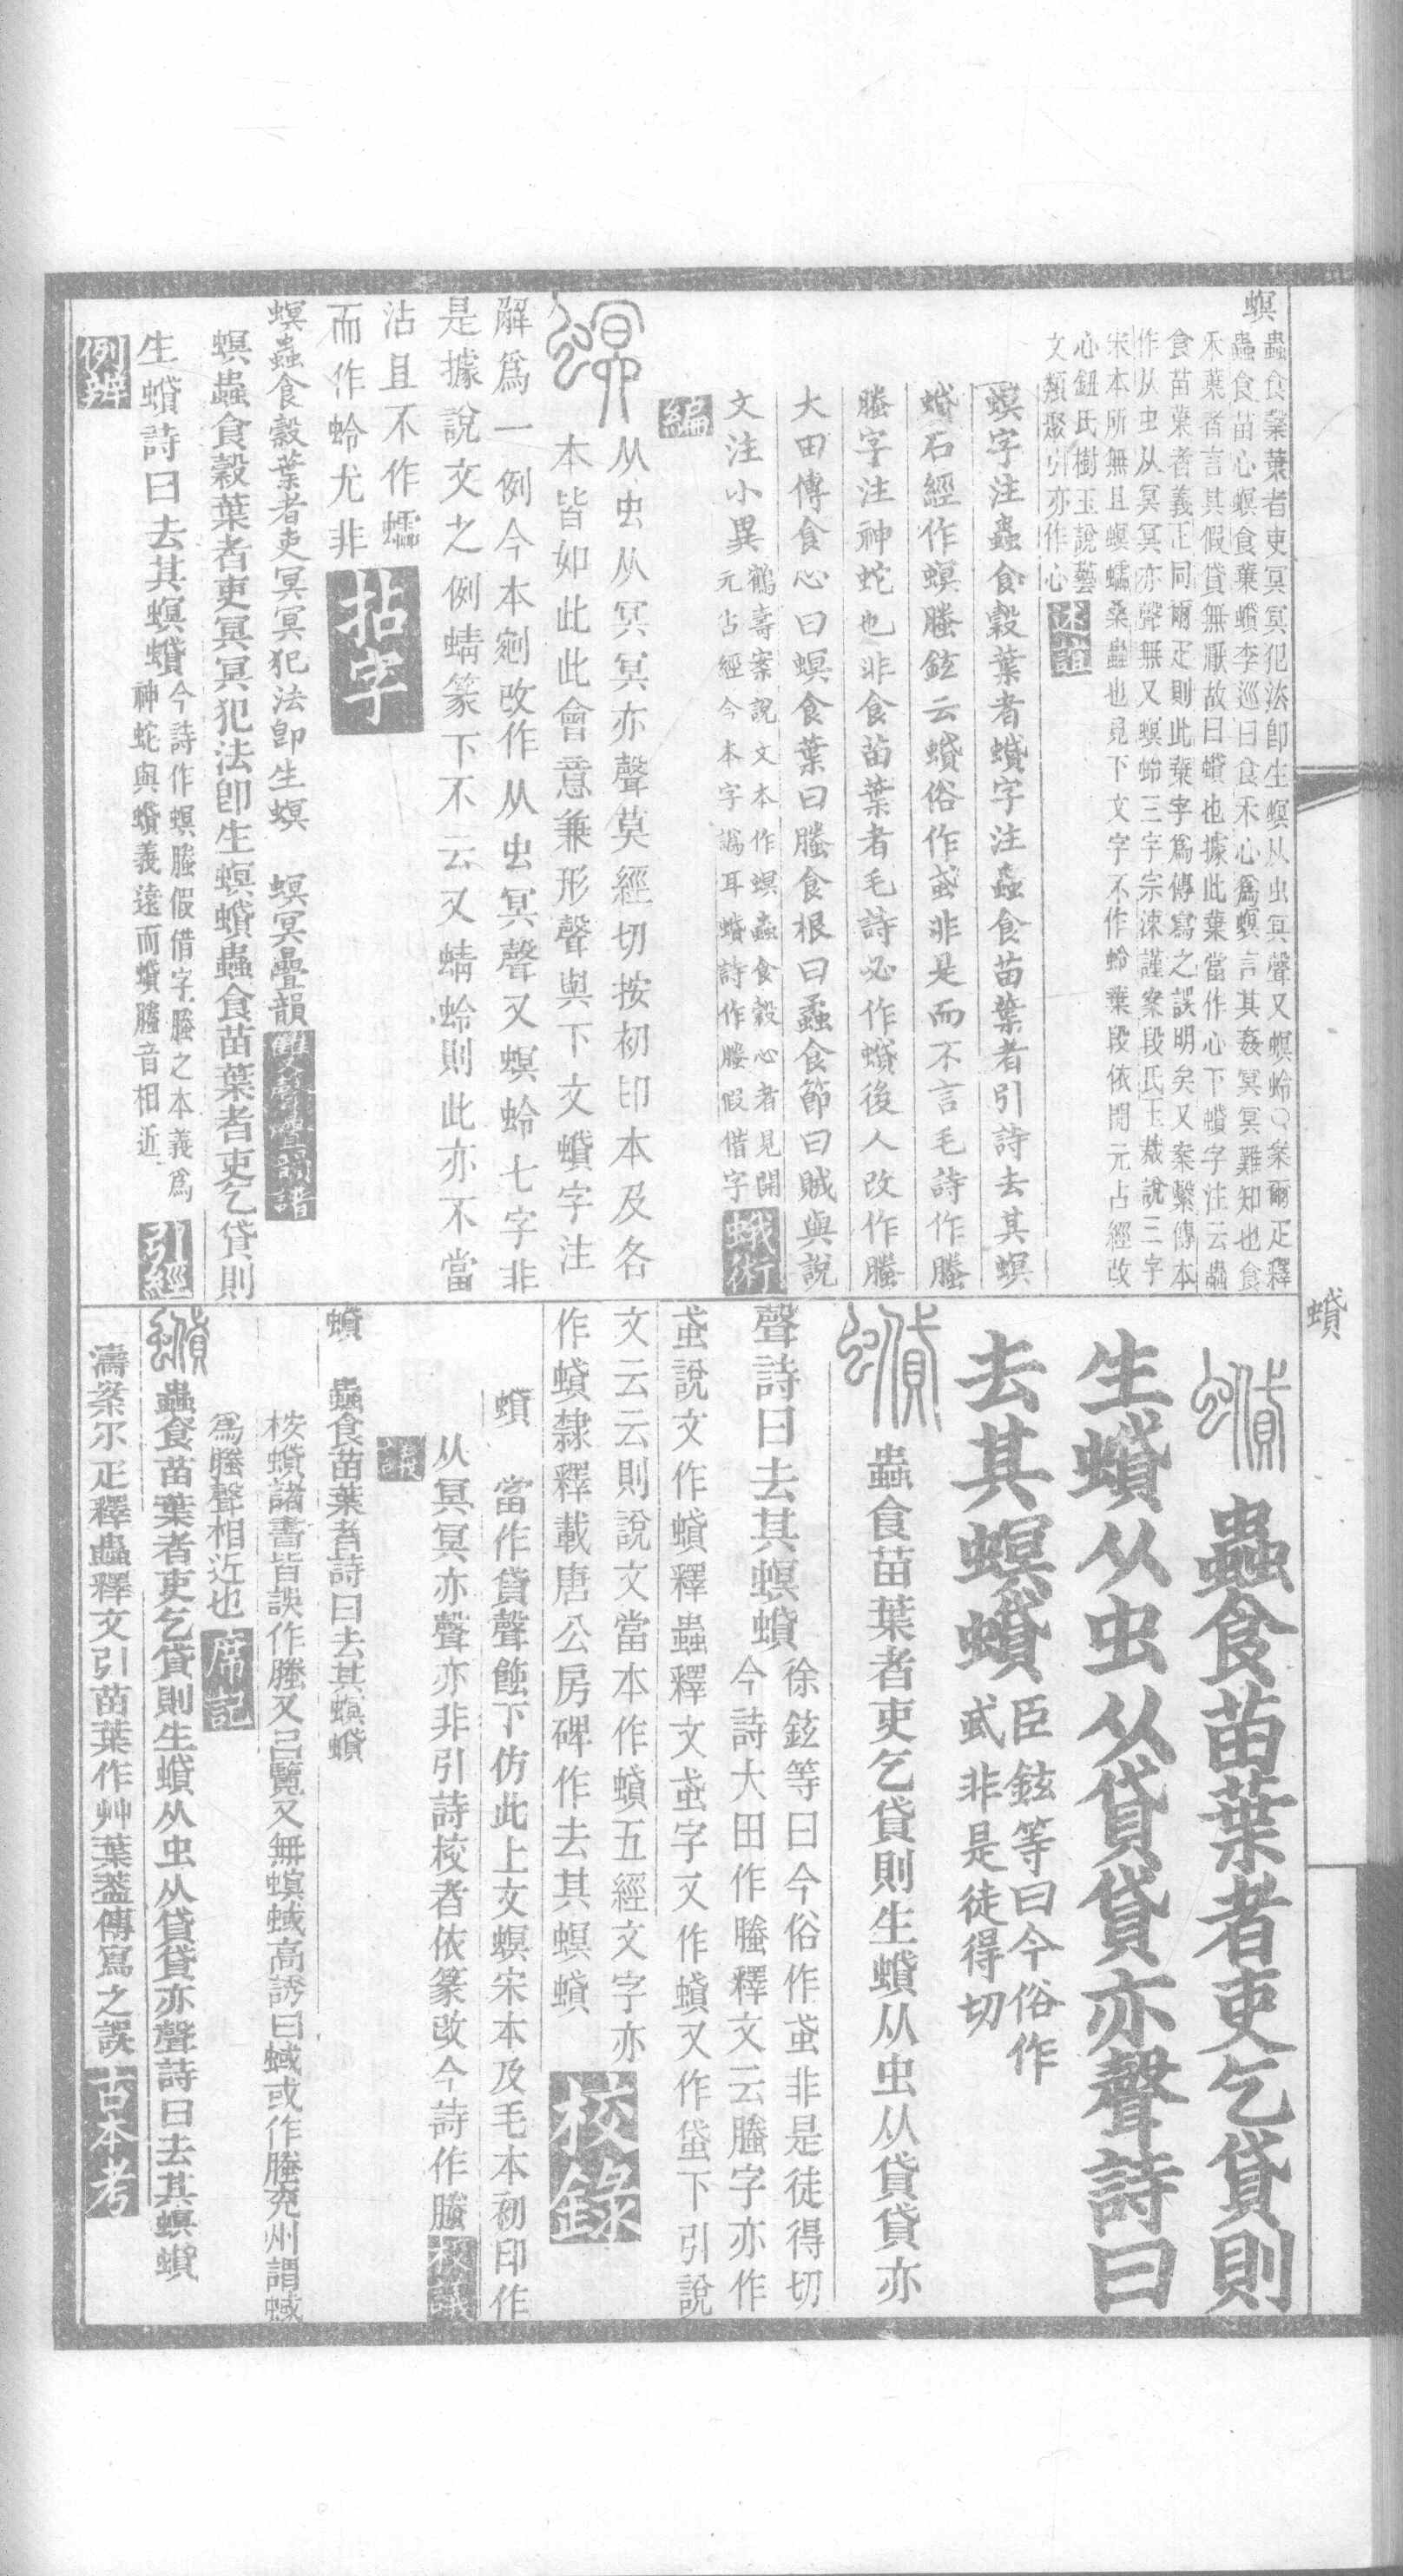 螟
蟲食榖葉者吏冥冥犯法卽生螟从虫冥聲又螟蛉○案爾疋釋
蟲食苗心螟食葉蟘李巡曰食禾心爲螟言其姦冥冥難知也食
禾葉者言其假貸無厭故曰蟘也據此葉當作心下蟘字注云蟲
食苗葉者義正同爾疋則此葉字爲傳寫之誤明矣又案繫傳本
作从虫从冥冥亦聲無又螟蛉三字宗涑謹案段氏玉裁說三字
宋本所無且螟蠕桑蟲也見下文字不作蛉葉段依開元占經改
心鈕氏樹玉說藝
文類聚引亦作心
述誼
螟字注蟲食穀葉者蟘字注蟲食苗葉者引詩去其螟
蟘石經作螟螣鉉云蟘俗作蟘非是而不言毛詩作螣
螣字注神蛇也非食苗葉者毛詩必作蟘後人改作螣
大田傳食心曰螟食葉曰螣食根曰蟊食節曰賊與說
文注小異
鶴壽案說文本作螟蟲食穀心者見開
元占經今本字譌耳蟘詩作螣假借字
蛾術
編
从虫从冥冥亦聲莫經切按初印本及各
本皆如此此會意兼形聲與下文蟘字注
解爲一例今本剜改作从虫冥聲又螟蛉七字非
是據說文之例蜻篆下不云又蜻蛉則此亦不當
沾且不作蠕
而作蛉尤非
拈字
螟蟲食穀葉者吏冥冥犯法卽生螟　螟冥疊韻
雙聲疊韻譜
螟蟲食穀葉者吏冥冥犯法卽生螟蟘蟲食苗葉者吏乞貸則
生蟘詩曰去其螟蟘
今詩作螟螣假借字螣之本義爲
神蛇與蟘義遠而蟘螣音相近
引經
例辨
蟘
蟲食苗葉者吏乞貸則
生蟘从虫从貸貸亦聲詩曰
去其螟蟘
臣鉉等曰今俗作
蟘非是徒得切
蟲食苗葉者吏乞貸則生蟘从虫从貸貸亦
聲詩曰去其螟蟘
徐鉉等曰今俗作蟘非是徒得切
今詩大田作螣釋文云螣字亦作
蟘說文作蟘釋蟲釋文蟘字又作蟘又作蟘下引說
文云云則說文當本作蟘五經文字亦
作蟘隸釋載唐公房碑作去其螟蟘
校錄
蟘　當作貸聲餘下仿此上文螟宋本及毛本初印作
从冥冥亦聲亦非引詩校者依篆改今詩作螣
校議
議
蟘　蟲食苗葉者詩曰去其螟蟘
桉蟘諸書皆誤作螣又呂覽又無螟蜮高誘曰蜮或作螣兖州謂蜮
爲螣聲相近也
席記
蟲食苗葉者吏乞貸則生蟘从虫从貸貸亦聲詩曰去其螟蟘
濤案尒疋釋蟲釋文引苗葉作艸葉葢傳寫之誤
古本考